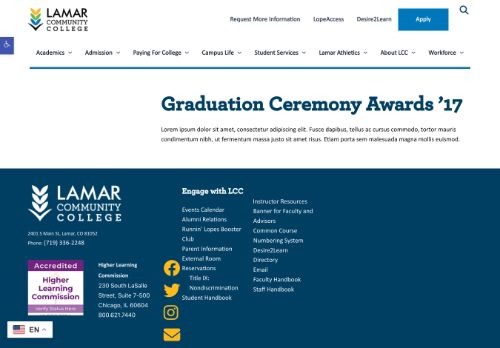 LAMAR
COMMUNITY
COLLEGE
Request More Information
LopeAccess
Desire2Learn
Apply
Academics
Admission
Paying For College
Campus Life
Student Services
Lamar Athletics
About LCC
Workforce
Graduation Ceremony Awards ’17
Lorem ipsum dolor sit amet, consectetur adipiscing elit. Fusce dapibus, tellus ac cursus commodo, tortor mauris
condimentum nibh, ut fermentum massa justo sit amet risus. Etiam porta sem malesuada magna mollis euismod.
LAMAR
COMMUNITY
COLLEGE
2401 S Main St, Lamar, CO 81052
Phone: (719) 336-2248
Accredited
Higher
Learning
Commission
Verify Status Here
Higher Learning
Commission
230 South LaSalle
Street, Suite 7-500
Chicago, IL 60604
800.621.7440
Engage with LCC
Events Calendar
Alumni Relations
Runnin' Lopes Booster
Club
Parent Information
External Room
Reservations
Title IX:
Nondiscrimination
Student Handbook
Instructor Resources
Banner for Faculty and
Advisors
Common Course
Numbering System
Desire2Learn
Directory
Email
Faculty Handbook
Staff Handbook
EN